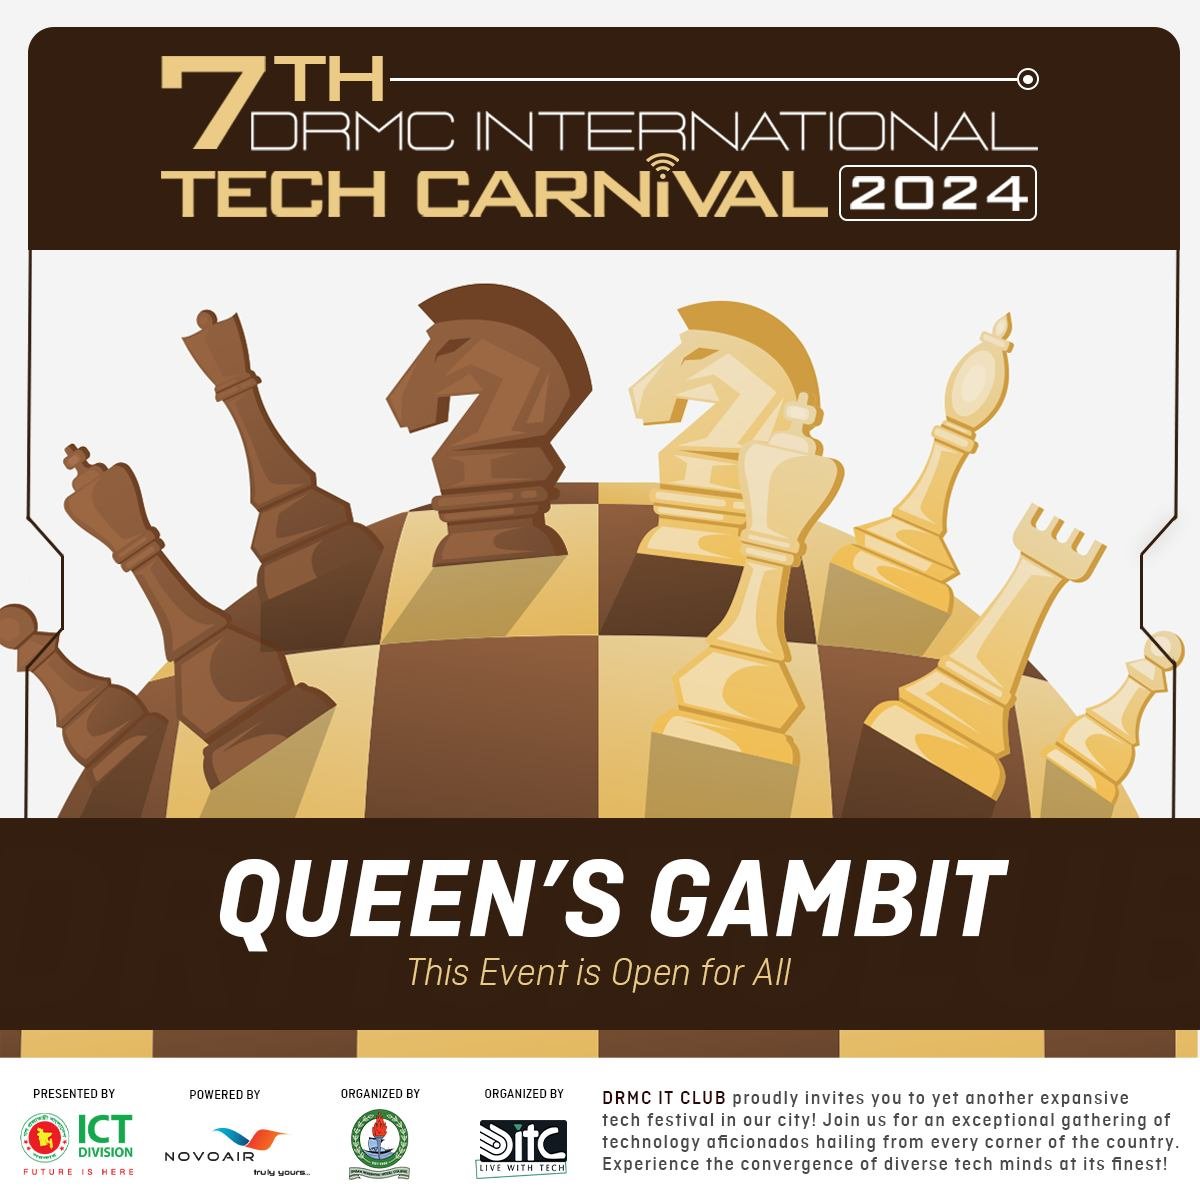 7TH
DRMC INTERNATIONAL
TECH CARNiVAL 2024
QUEEN'S GAMBIT
This Event is Open for All
PRESENTED BY
ICT
DIVISION
FUTURE IS HERE
POWERED BY
NOVOAIR
truly yours...
ORGANIZED BY
ORGANIZED BY
DITC
LIVE WITH TECH
DRMC IT CLUB proudly invites you to yet another expansive
tech festival in our city! Join us for an exceptional gathering of
technology aficionados hailing from every corner of the country.
Experience the convergence of diverse tech minds at its finest!